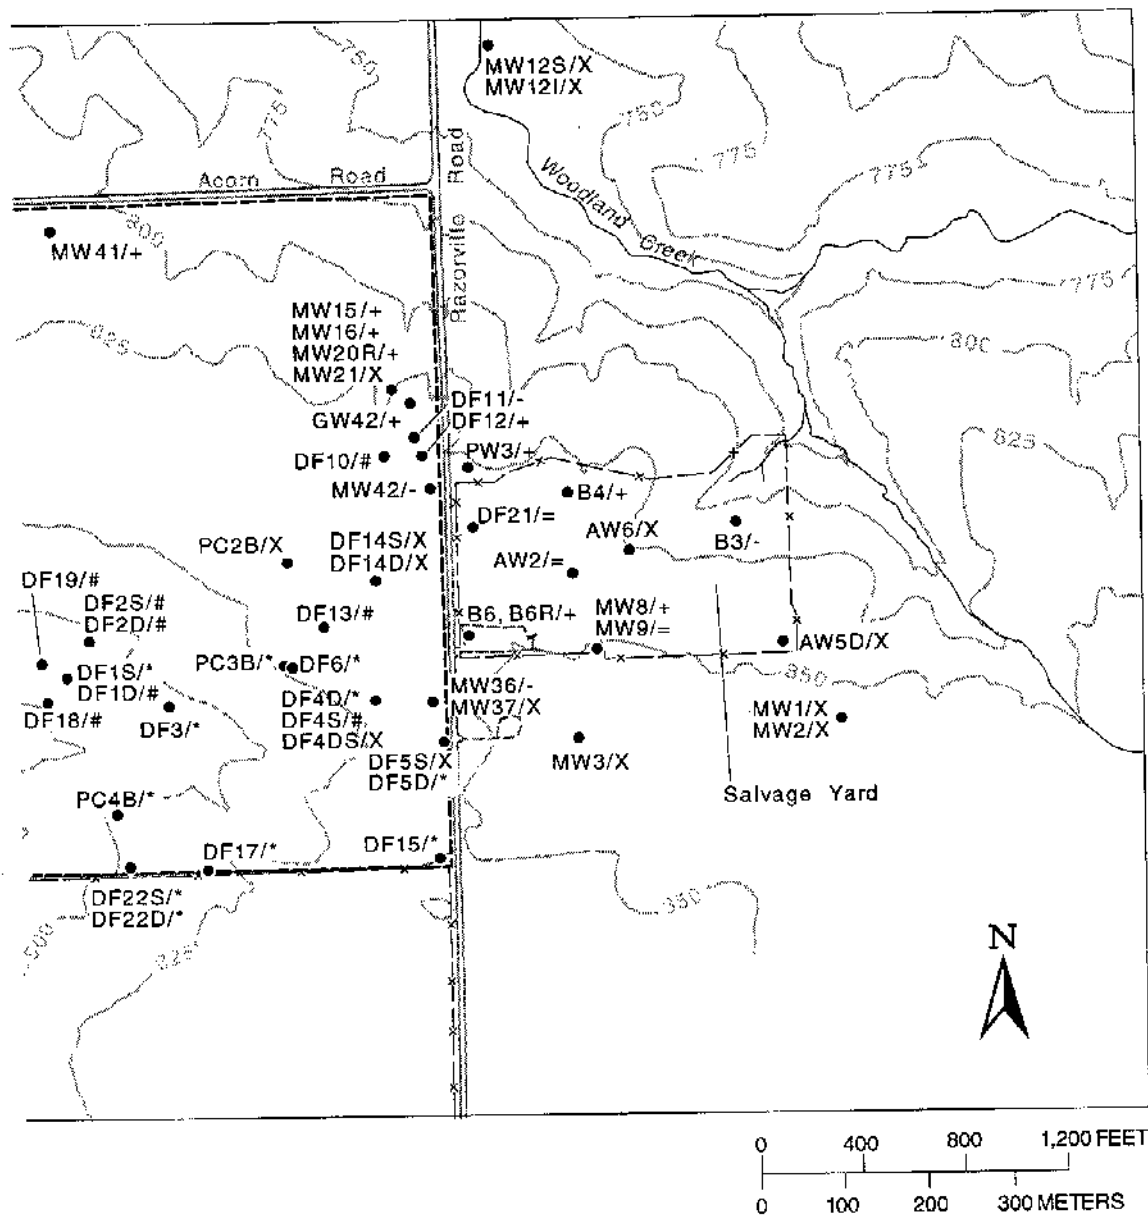 750
775
MW12S/X
MW12I/X
750
775
775
Acorn Road
Razorville Road
Woodland Creek
800
MW41/+
775
825
MW15/+
MW16/+
MW20R/+
MW21/X
800
GW42/+
DF11/-
DF12/+
825
DF10/#
PW3/+
MW42/-
B4/+
DF21/=
AW6/X
B3/-
PC2B/X
DF14S/X
DF14D/X
AW2/=
DF19/#
DF2S/#
DF2D/#
DF13/#
B6, B6R/+
MW8/+
MW9/=
AW5D/X
DF1S/*
DF1D/#
PC3B/*
DF6/*
850
DF18/#
DF3/*
DF4D/*
DF4S/#
DF4DS/X
MW36/-
MW37/X
MW1/X
MW2/X
DF5S/X
DF5D/*
MW3/X
Salvage Yard
PC4B/*
DF17/*
DF15/*
DF22S/*
DF22D/*
825
N
0 400 800 1,200 FEET
0 100 200 300 METERS